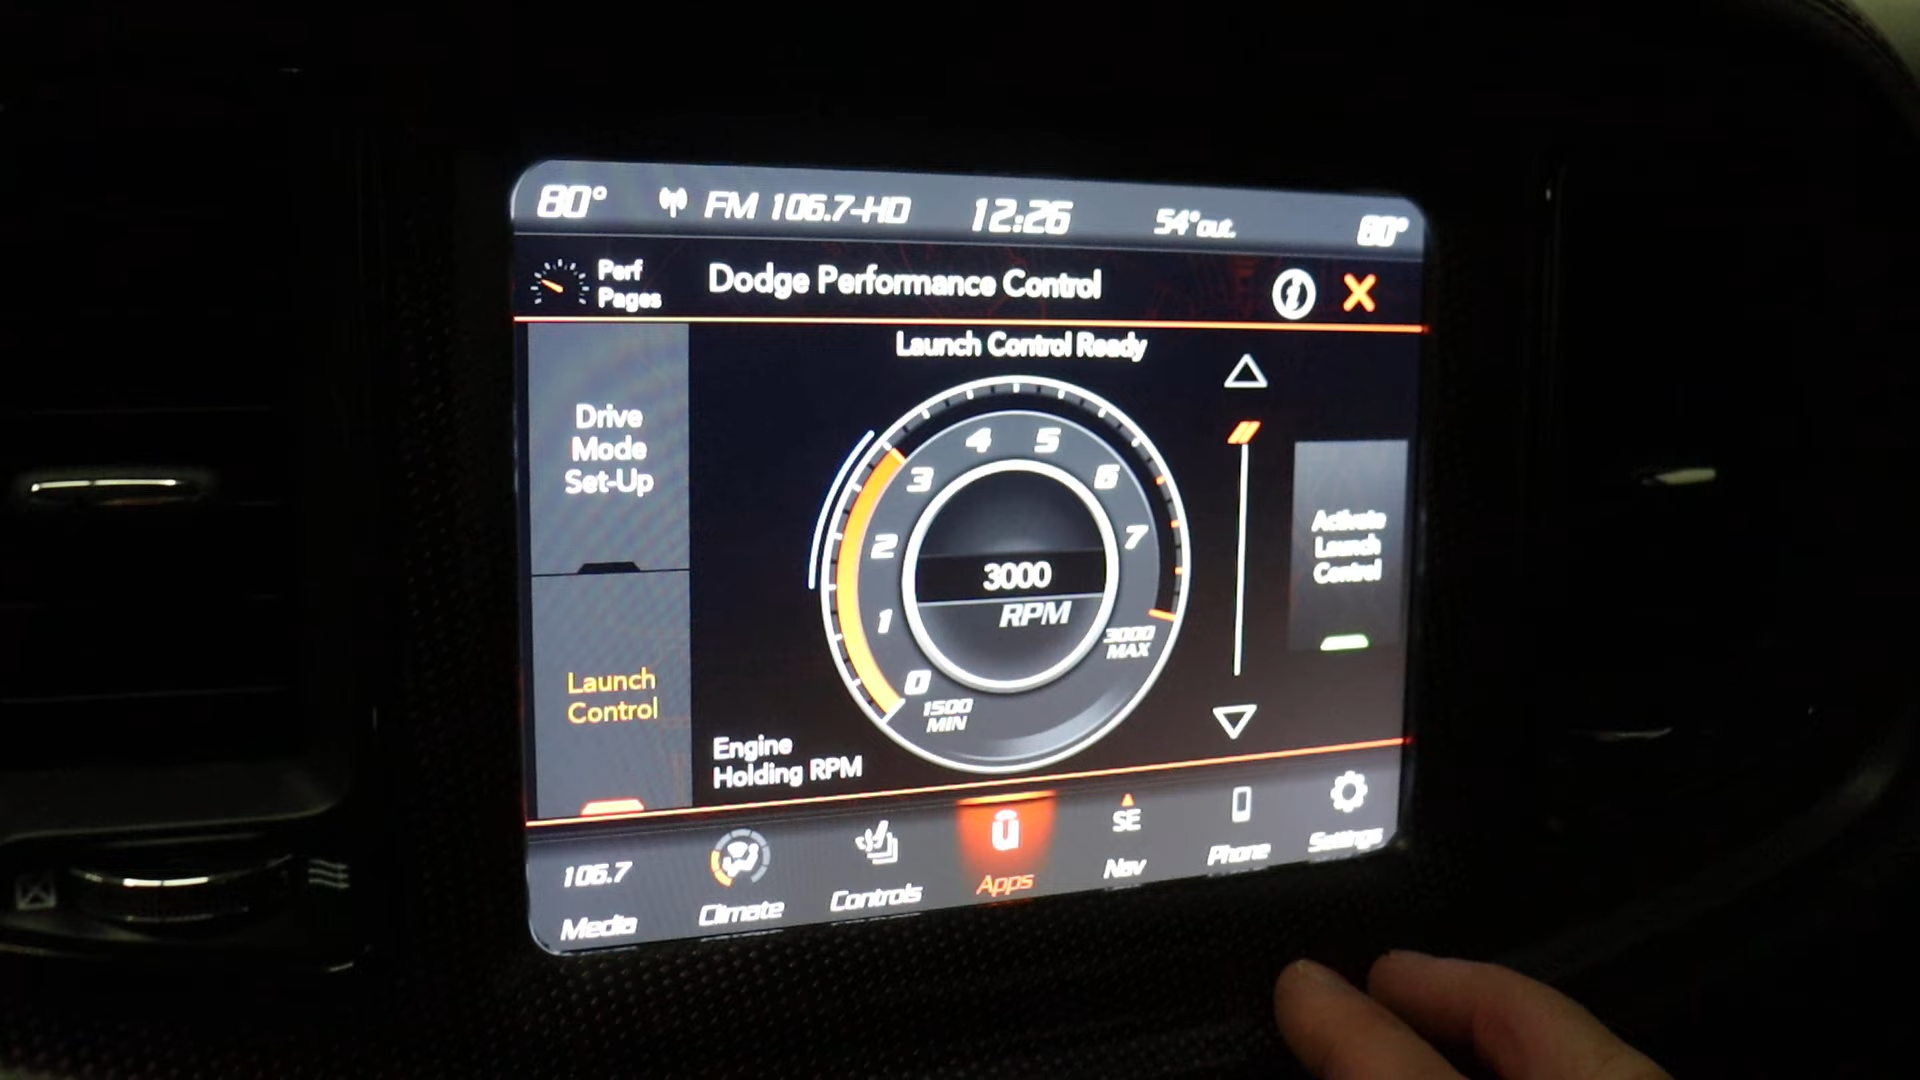 80° FM 106.7-HD 12:26 54° out. 80°
Perf
Pages
Dodge Performance Control
Launch Control Ready
Drive
Mode
Set-Up
Launch
Control
0
1
2
3
4
5
6
7
3000
RPM
1500
MIN
3000
MAX
Engine
Holding RPM
Activate
Launch
Control
106.7
Media
Climate
Controls
Apps
SE
Nav
Phone
Settings